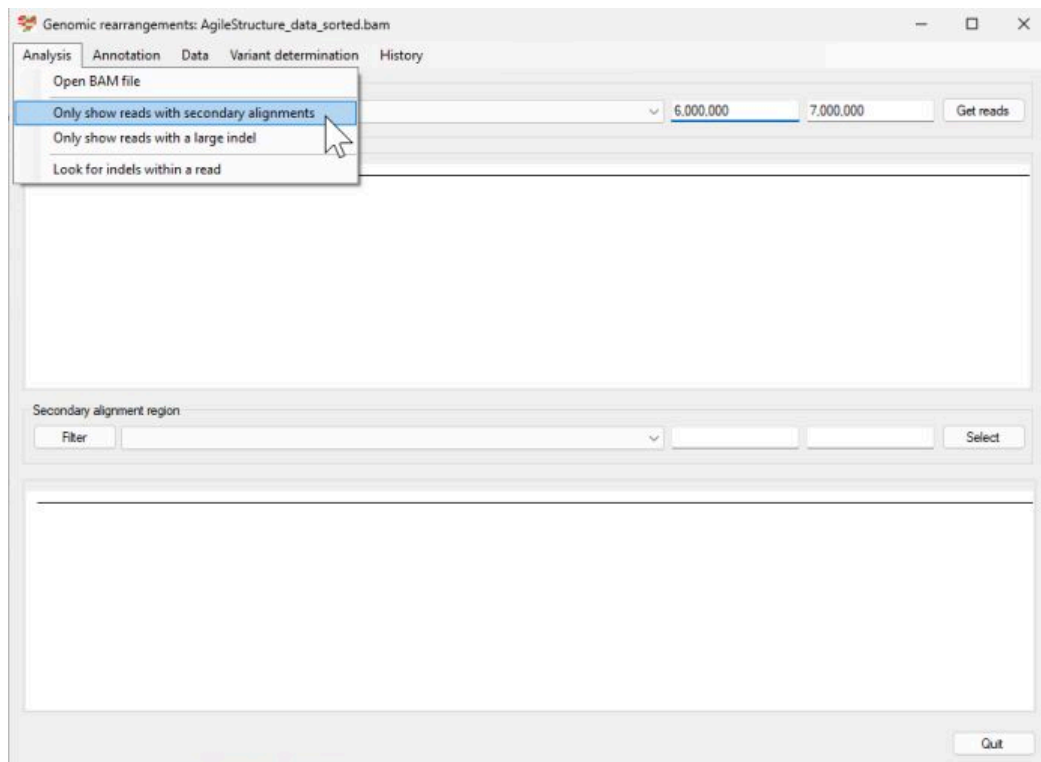 Genomic rearrangements: AgileStructure_data_sorted.bam
Analysis Annotation Data Variant determination History
Open BAM file
Only show reads with secondary alignments
6,000,000 7,000,000 Get reads
Only show reads with a large indel
Look for indels within a read
Secondary alignment region
Filter Select
Quit